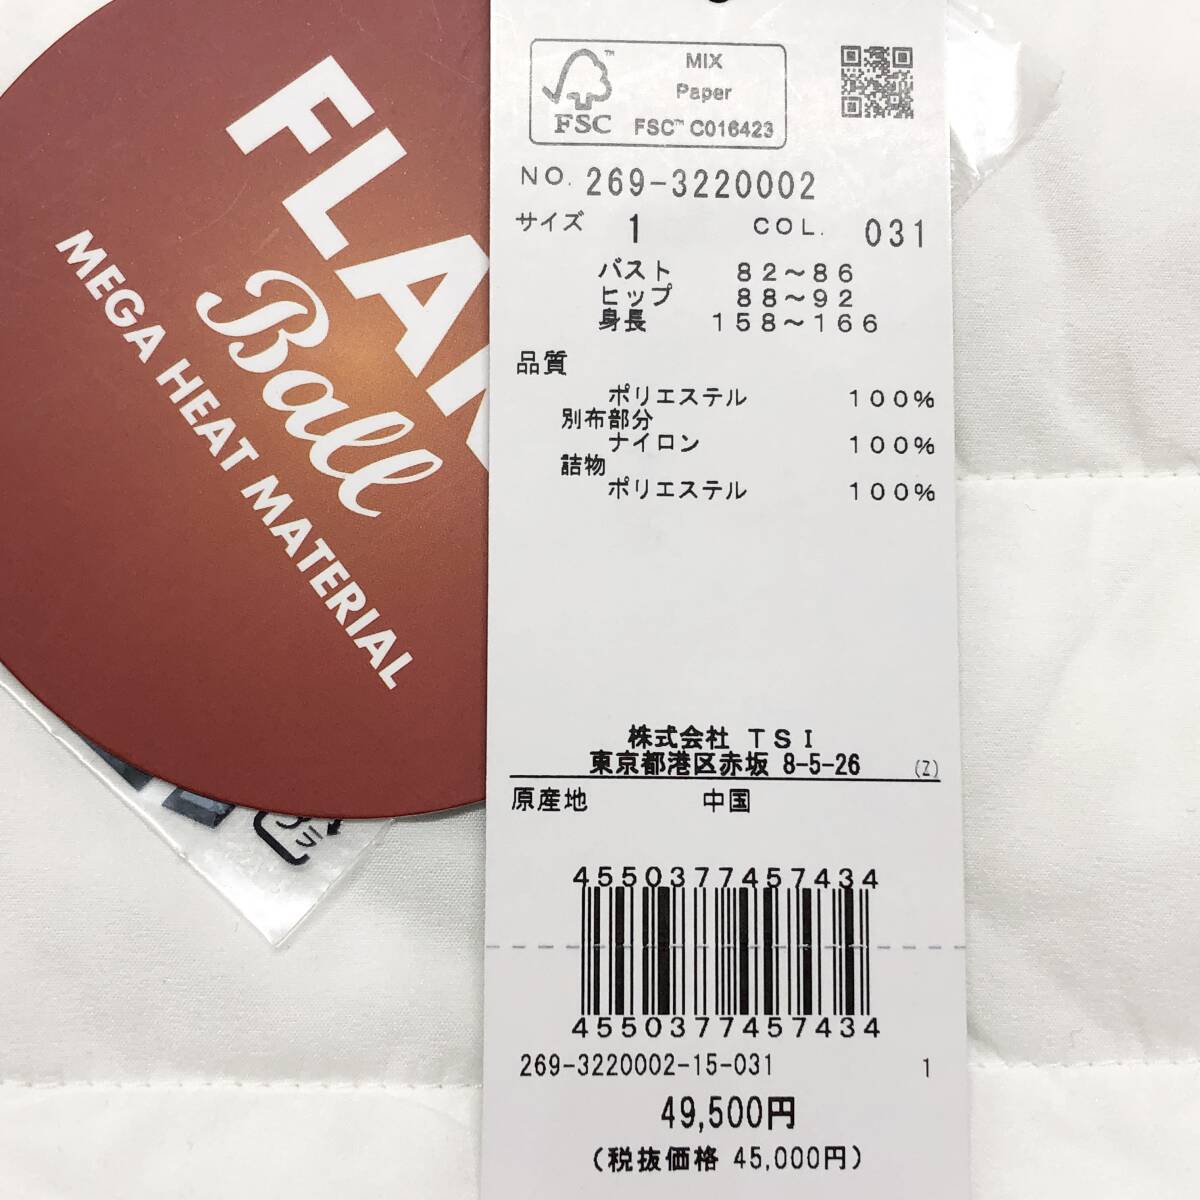 FLAN
Ball
MEGA HEAT MATERIAL
プラ
FSC
MIX
Paper
FSC™ C016423
NO. 269-3220002
サイズ 1 COL. 031
バスト 82~86
ヒップ 88~92
身長 158~166
品質
ポリエステル 100%
別布部分
ナイロン 100%
詰物
ポリエステル 100%
株式会社 TSI
東京都港区赤坂 8-5-26 (Z)
原産地 中国
4550377457434
4550377457434
269-3220002-15-031 1
49,500円
(税抜価格 45,000円)